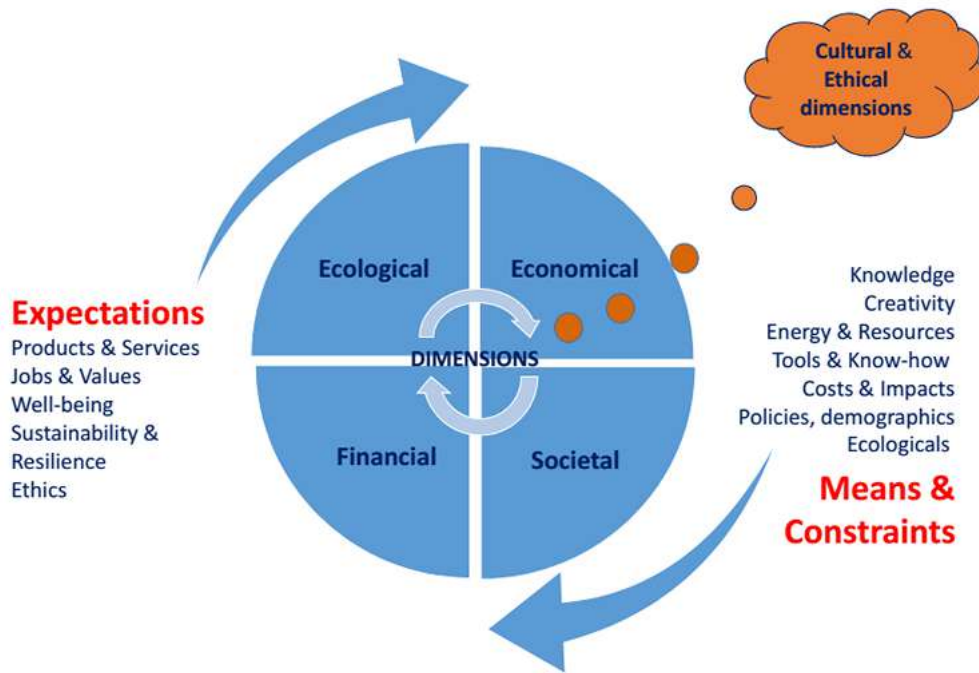 Cultural &
Ethical
dimensions
Ecological
Economical
DIMENSIONS
Financial
Societal
Expectations
Products & Services
Jobs & Values
Well-being
Sustainability &
Resilience
Ethics
Knowledge
Creativity
Energy & Resources
Tools & Know-how
Costs & Impacts
Policies, demographics
Ecologicals
Means &
Constraints